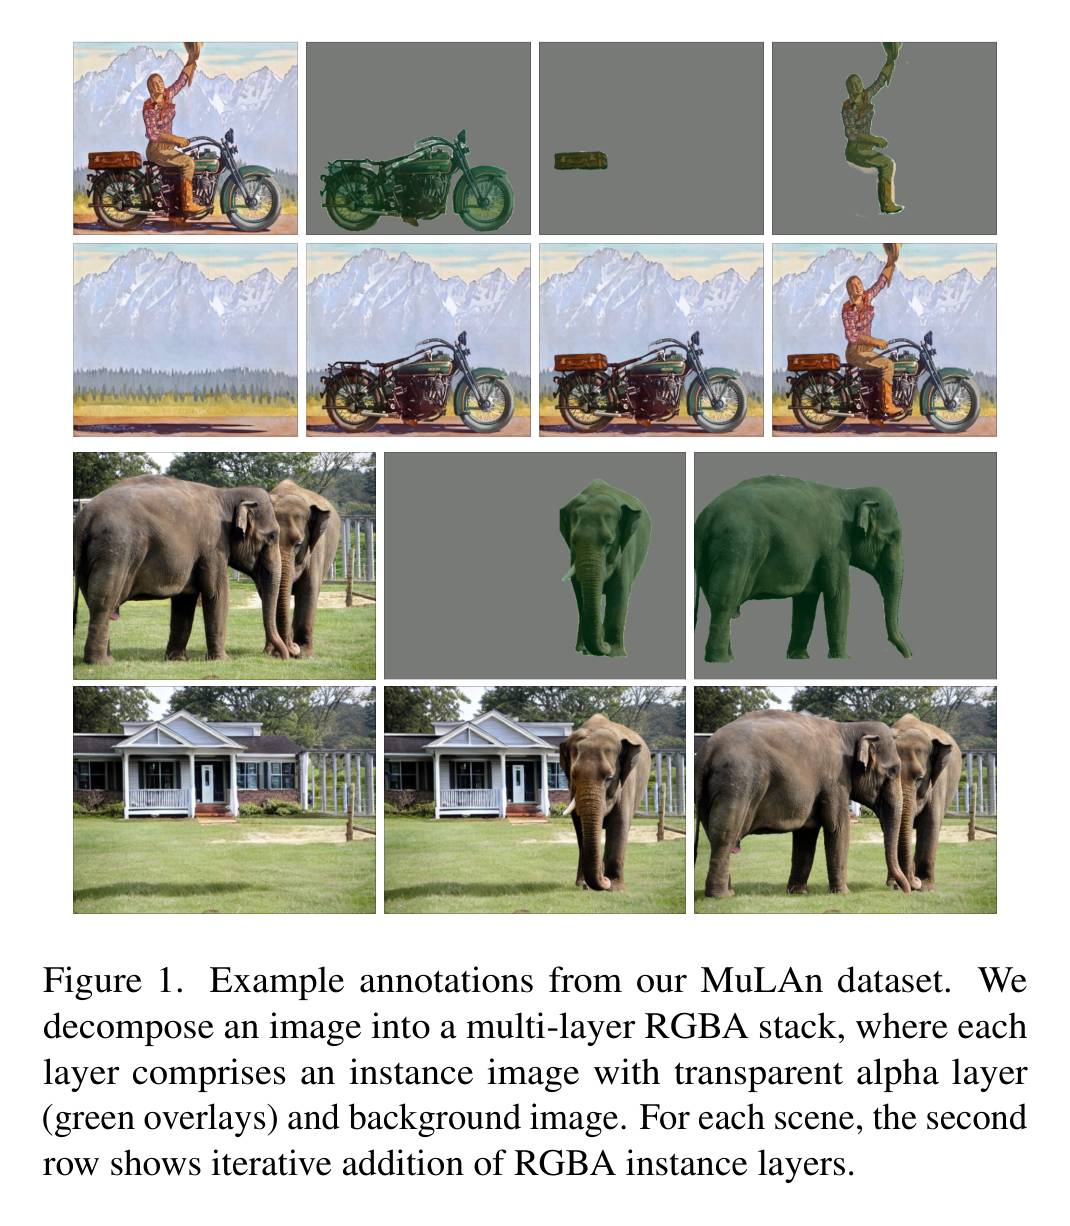 Figure 1. Example annotations from our MuLAn dataset. We
decompose an image into a multi-layer RGBA stack, where each
layer comprises an instance image with transparent alpha layer
(green overlays) and background image. For each scene, the second
row shows iterative addition of RGBA instance layers.